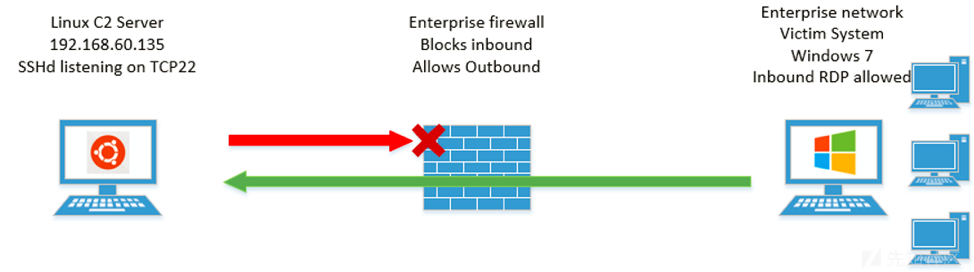 Linux C2 Server
192.168.60.135
SSHd listening on TCP22
Enterprise firewall
Blocks inbound
Allows Outbound
Enterprise network
Victim System
Windows 7
Inbound RDP allowed